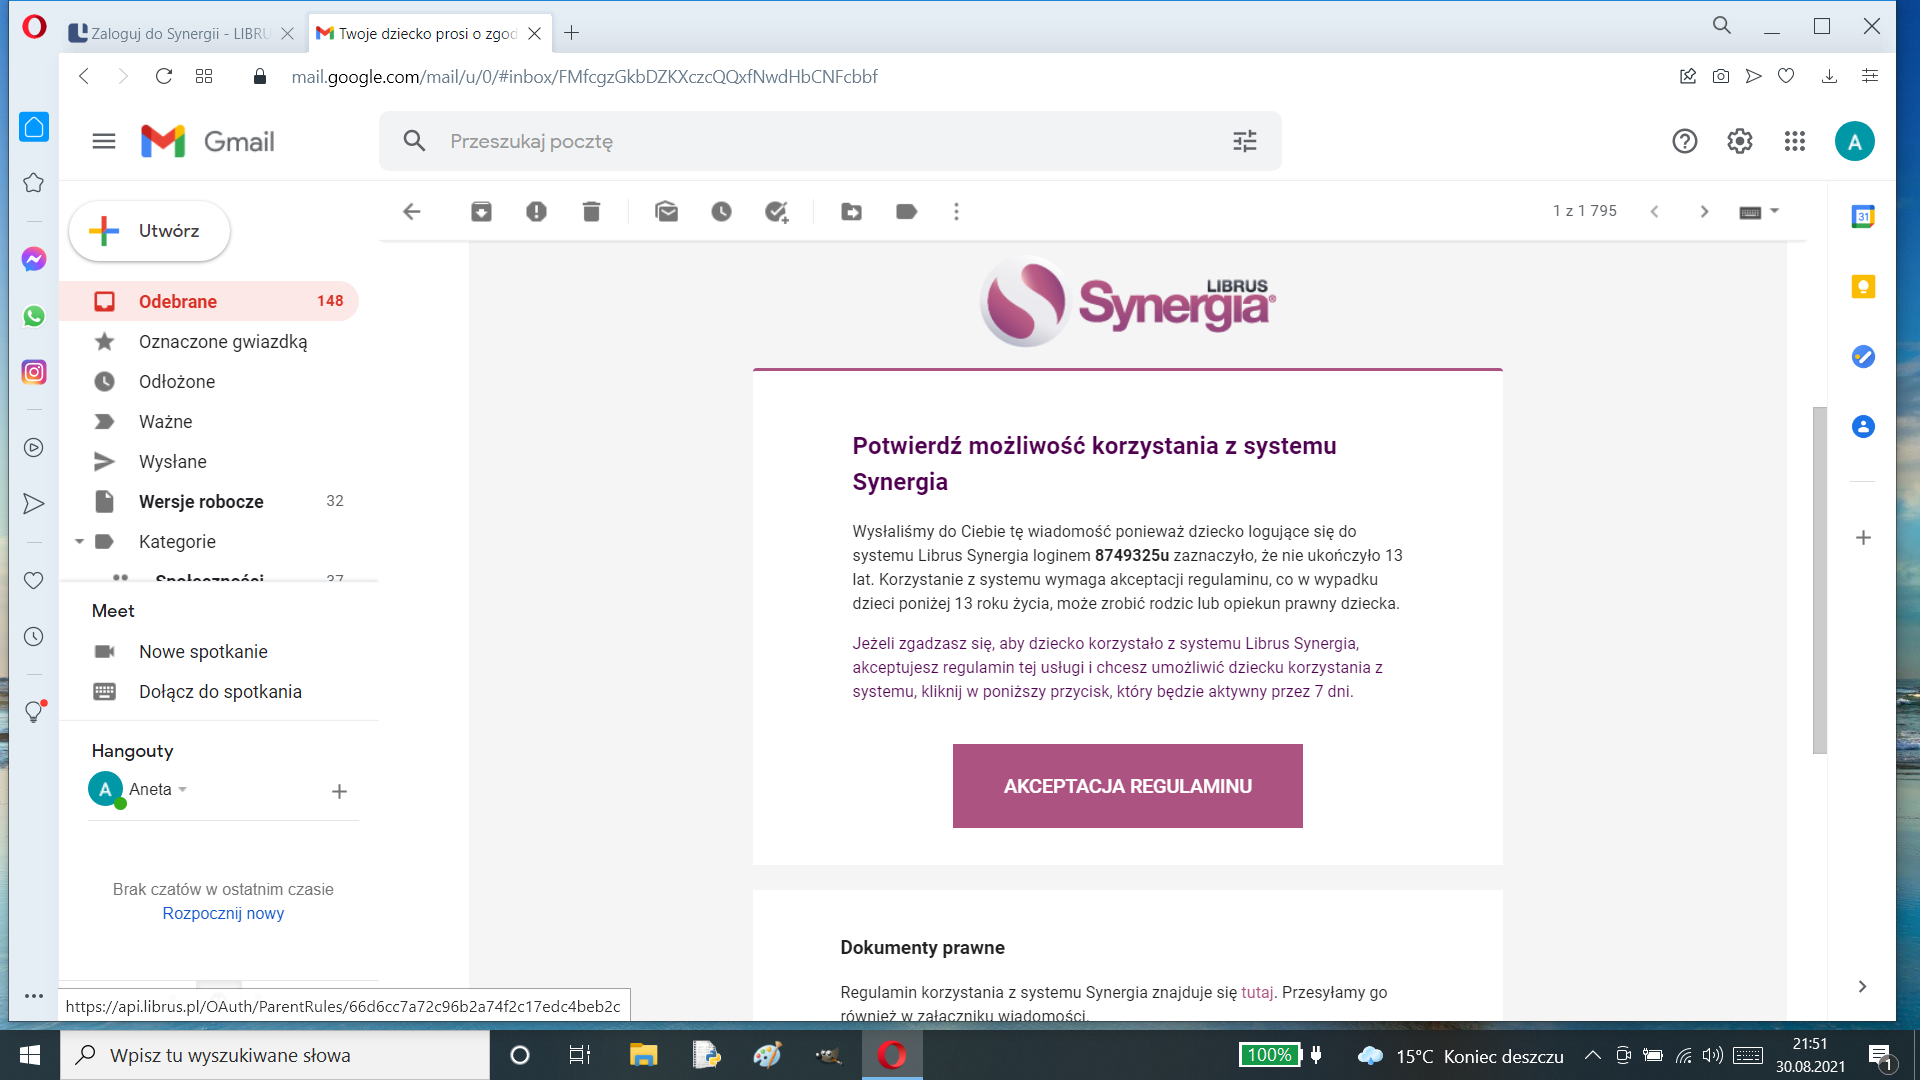 Zaloguj do Synergii - LIBRU
Twoje dziecko prosi o zgod
mail.google.com/mail/u/0/#inbox/FMfcgzGkbDZKXczcQQxfNwdHbCNFcbbf
Gmail
Przeszukaj pocztę
A
Utwórz
1 z 1 795
31
Odebrane 148
Oznaczone gwiazdką
Odłożone
Ważne
Wysłane
Wersje robocze 32
Kategorie
Społeczności 37
Meet
Nowe spotkanie
Dołącz do spotkania
Hangouty
A Aneta
Brak czatów w ostatnim czasie
Rozpocznij nowy
LIBRUS
Synergia®
Potwierdź możliwość korzystania z systemu
Synergia
Wysłaliśmy do Ciebie tę wiadomość ponieważ dziecko logujące się do
systemu Librus Synergia loginem 8749325u zaznaczyło, że nie ukończyło 13
lat. Korzystanie z systemu wymaga akceptacji regulaminu, co w wypadku
dzieci poniżej 13 roku życia, może zrobić rodzic lub opiekun prawny dziecka.
Jeżeli zgadzasz się, aby dziecko korzystało z systemu Librus Synergia,
akceptujesz regulamin tej usługi i chcesz umożliwić dziecku korzystania z
systemu, kliknij w poniższy przycisk, który będzie aktywny przez 7 dni.
AKCEPTACJA REGULAMINU
Dokumenty prawne
Regulamin korzystania z systemu Synergia znajduje się tutaj. Przesyłamy go
również w załączniku wiadomości.
https://api.librus.pl/OAuth/ParentRules/66d6cc7a72c96b2a74f2c17edc4beb2c
Wpisz tu wyszukiwane słowa
100%
15°C Koniec deszczu
21:51
30.08.2021
1